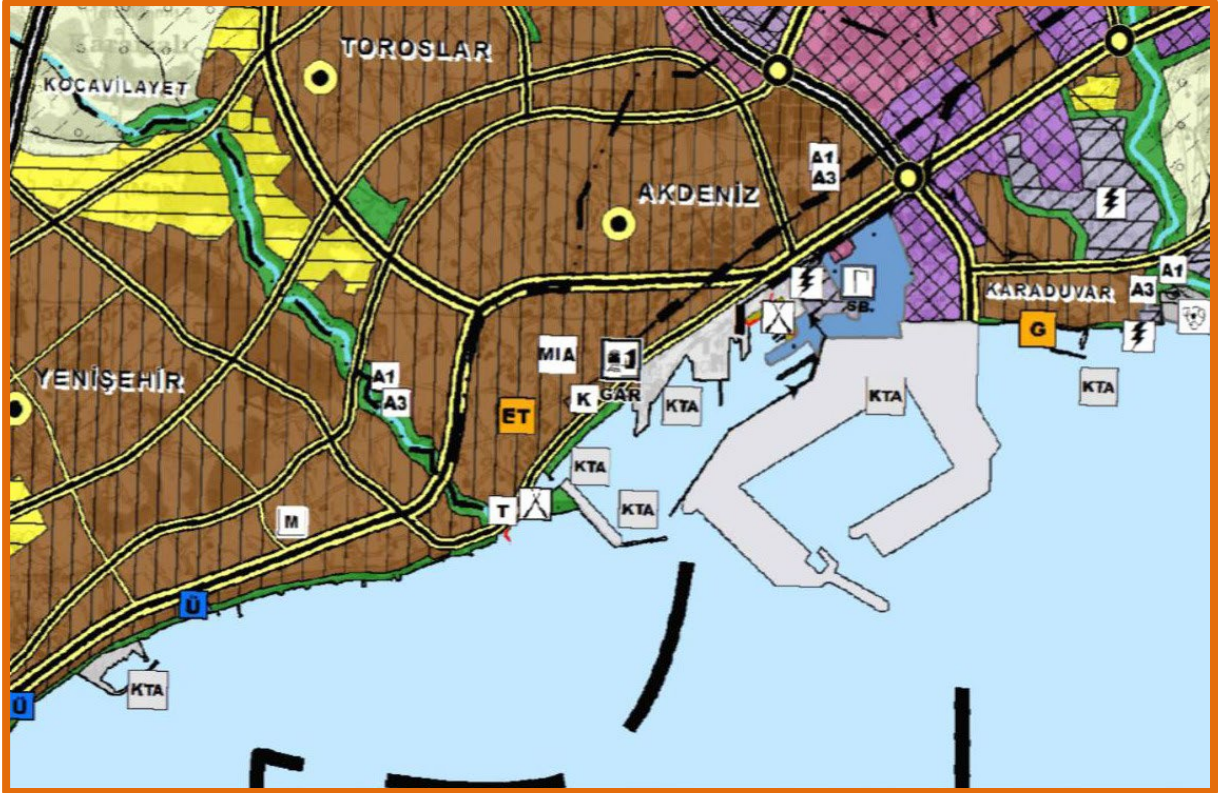 TOROSLAR
KOCAVİLAYET
A1
A3
AKDENİZ
A1
SB.
KARADUVAR
A3
G
MIA
GAR
K
KTA
KTA
KTA
YENİŞEHİR
A1
A3
ET
KTA
T
KTA
M
Ü
KTA
Ü